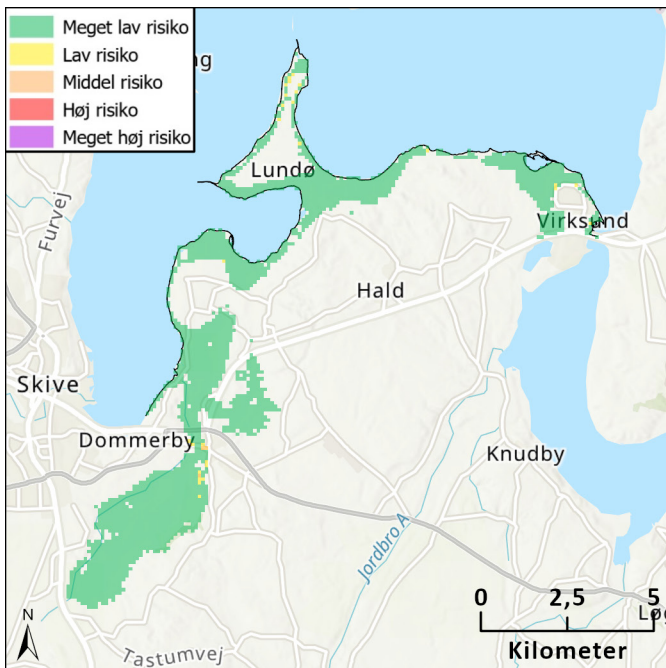 Meget lav risiko
Lav risiko
Middel risiko
Høj risiko
Meget høj risiko
Furvej
Lundø
Virksund
Hald
Skive
Dommerby
Knudby
Jordbro A
Tastumvej
N
0 2,5 5
Kilometer